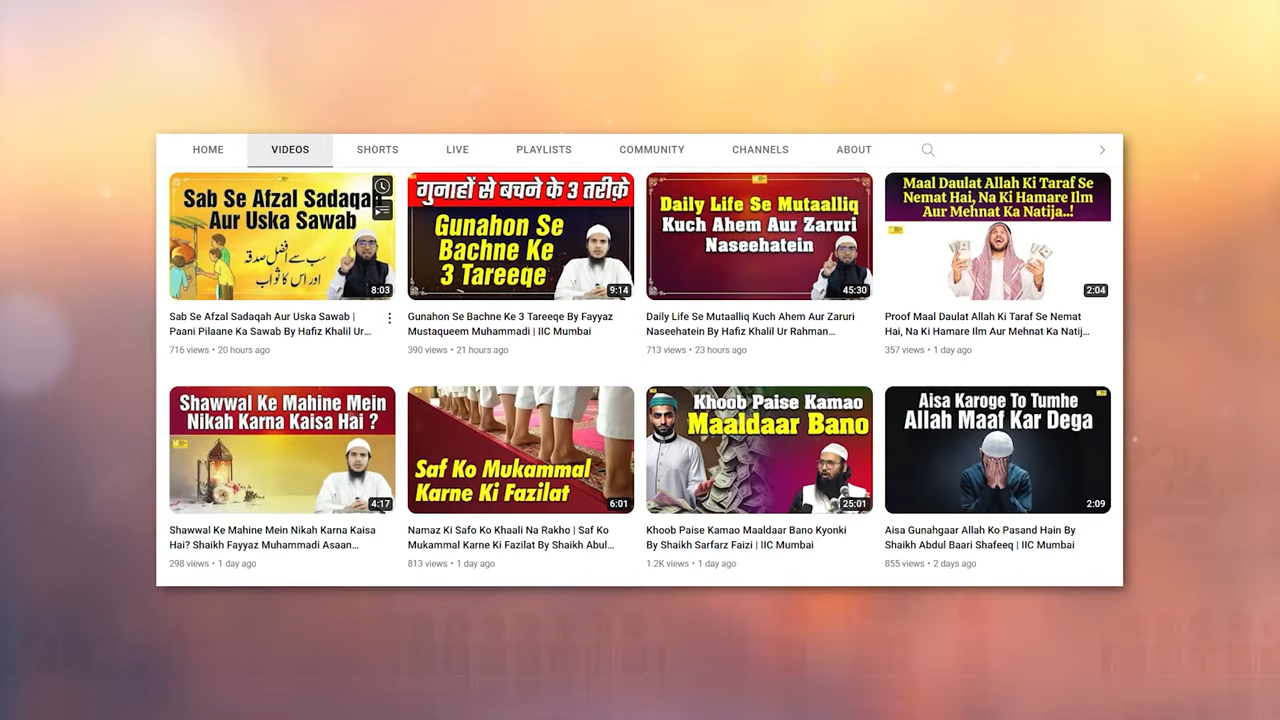 HOME VIDEOS SHORTS LIVE PLAYLISTS COMMUNITY CHANNELS ABOUT
Sab Se Afzal Sadaqah
Aur Uska Sawab
سب سے افضل صدقہ
اور اس کا ثواب
8:03
Sab Se Afzal Sadaqah Aur Uska Sawab |
Paani Pilaane Ka Sawab By Hafiz Khalil Ur...
716 views • 20 hours ago
गुनाहों से बचने के 3 तरीक़े
Gunahon Se
Bachne Ke
3 Tareeqe
9:14
Gunahon Se Bachne Ke 3 Tareeqe By Fayyaz
Mustaqueem Muhammadi | IIC Mumbai
390 views • 21 hours ago
Daily Life Se Mutaalliq
Kuch Ahem Aur Zaruri
Naseehatein
45:30
Daily Life Se Mutaalliq Kuch Ahem Aur Zaruri
Naseehatein By Hafiz Khalil Ur Rahman...
713 views • 23 hours ago
Maal Daulat Allah Ki Taraf Se
Nemat Hai, Na Ki Hamare Ilm
Aur Mehnat Ka Natija..!
2:04
Proof Maal Daulat Allah Ki Taraf Se Nemat
Hai, Na Ki Hamare Ilm Aur Mehnat Ka Natij...
357 views • 1 day ago
Shawwal Ke Mahine Mein
Nikah Karna Kaisa Hai ?
4:17
Shawwal Ke Mahine Mein Nikah Karna Kaisa
Hai? Shaikh Fayyaz Muhammadi Asaan...
298 views • 1 day ago
Saf Ko Mukammal
Karne Ki Fazilat
6:01
Namaz Ki Safo Ko Khaali Na Rakho | Saf Ko
Mukammal Karne Ki Fazilat By Shaikh Abul...
813 views • 1 day ago
Khoob Paise Kamao
Maaldaar Bano
25:01
Khoob Paise Kamao Maaldaar Bano Kyonki
By Shaikh Sarfarz Faizi | IIC Mumbai
1.2K views • 1 day ago
Aisa Karoge To Tumhe
Allah Maaf Kar Dega
2:09
Aisa Gunahgaar Allah Ko Pasand Hain By
Shaikh Abdul Baari Shafeeq | IIC Mumbai
855 views • 2 days ago